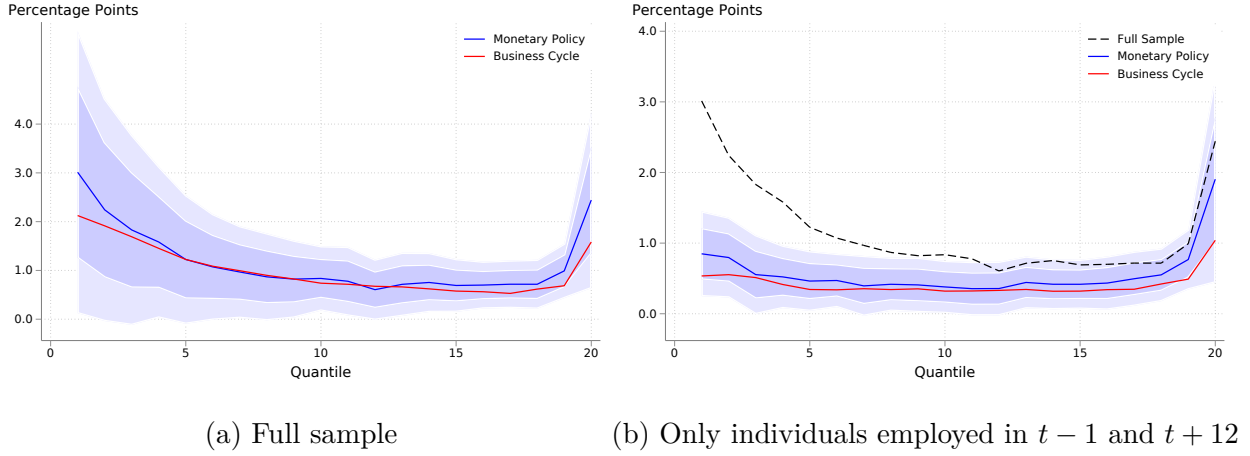 Percentage Points
Monetary Policy
Business Cycle
4.0
3.0
2.0
1.0
0.0
0 5 10 15 20
Quantile
(a) Full sample
Percentage Points
4.0
Full Sample
Monetary Policy
Business Cycle
3.0
2.0
1.0
0.0
0 5 10 15 20
Quantile
(b) Only individuals employed in t − 1 and t + 12